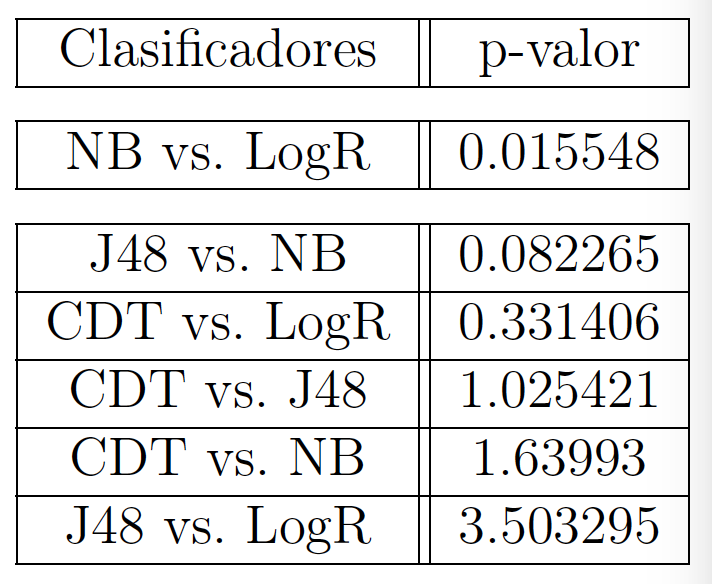 Clasificadores p-valor
NB vs. LogR 0.015548
J48 vs. NB 0.082265
CDT vs. LogR 0.331406
CDT vs. J48 1.025421
CDT vs. NB 1.63993
J48 vs. LogR 3.503295